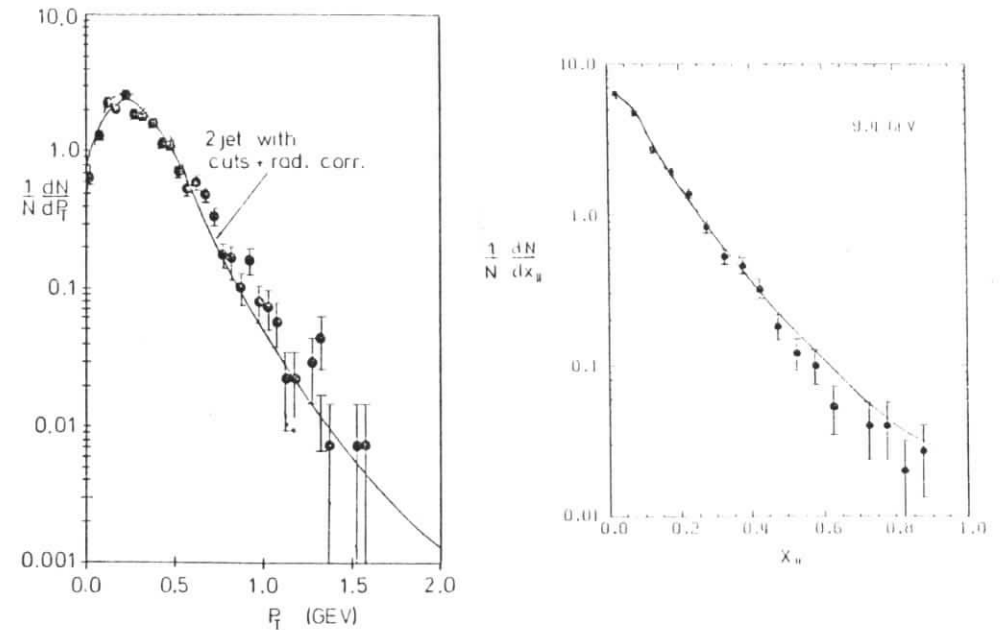 10.0
1.0
0.1
0.01
0.001
1 dN
N dP_T
2 jet with
cuts + rad. corr.
0.0 0.5 1.0 1.5 2.0
P_T (GEV)
10.0
1.0
0.1
0.01
1 dN
N dx_||
GEV
0.0 0.2 0.4 0.6 0.8 1.0
X_||